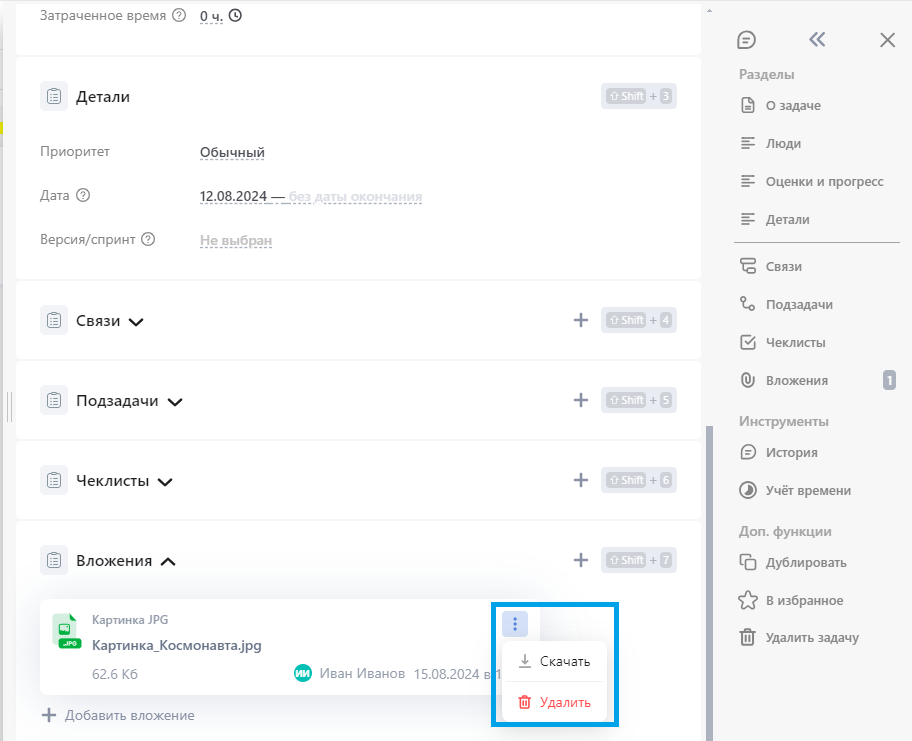 Затраченное время ? 0 ч.
Детали
Shift + 3
Приоритет Обычный
Дата ? 12.08.2024 — без даты окончания
Версия/спринт ? Не выбран
Связи
+ Shift + 4
Подзадачи
+ Shift + 5
Чеклисты
+ Shift + 6
Вложения
+ Shift + 7
Картинка JPG
.JPG
Картинка_Космонавта.jpg
62.6 Кб ИИ Иван Иванов 15.08.2024 в 1
Скачать
Удалить
+ Добавить вложение
Разделы
О задаче
Люди
Оценки и прогресс
Детали
Связи
Подзадачи
Чеклисты
Вложения 1
Инструменты
История
Учёт времени
Доп. функции
Дублировать
В избранное
Удалить задачу